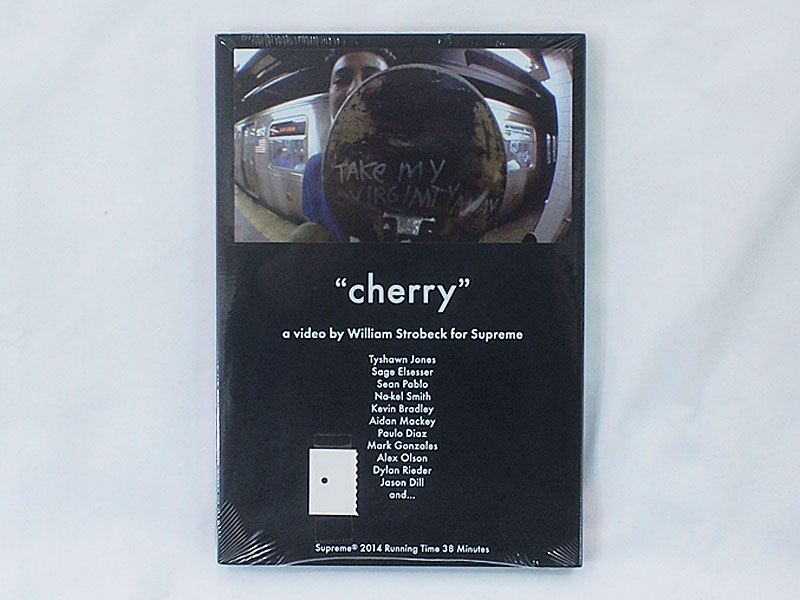 TAKE MY
VIRGINITY AWAY
“cherry”
a video by William Strobeck for Supreme
Tyshawn Jones
Sage Elsesser
Sean Pablo
Na-kel Smith
Kevin Bradley
Aidan Mackey
Paulo Diaz
Mark Gonzales
Alex Olson
Dylan Rieder
Jason Dill
and...
Supreme® 2014 Running Time 38 Minutes